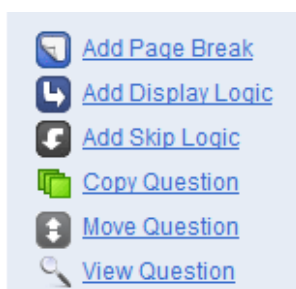 Add Page Break
Add Display Logic
Add Skip Logic
Copy Question
Move Question
View Question